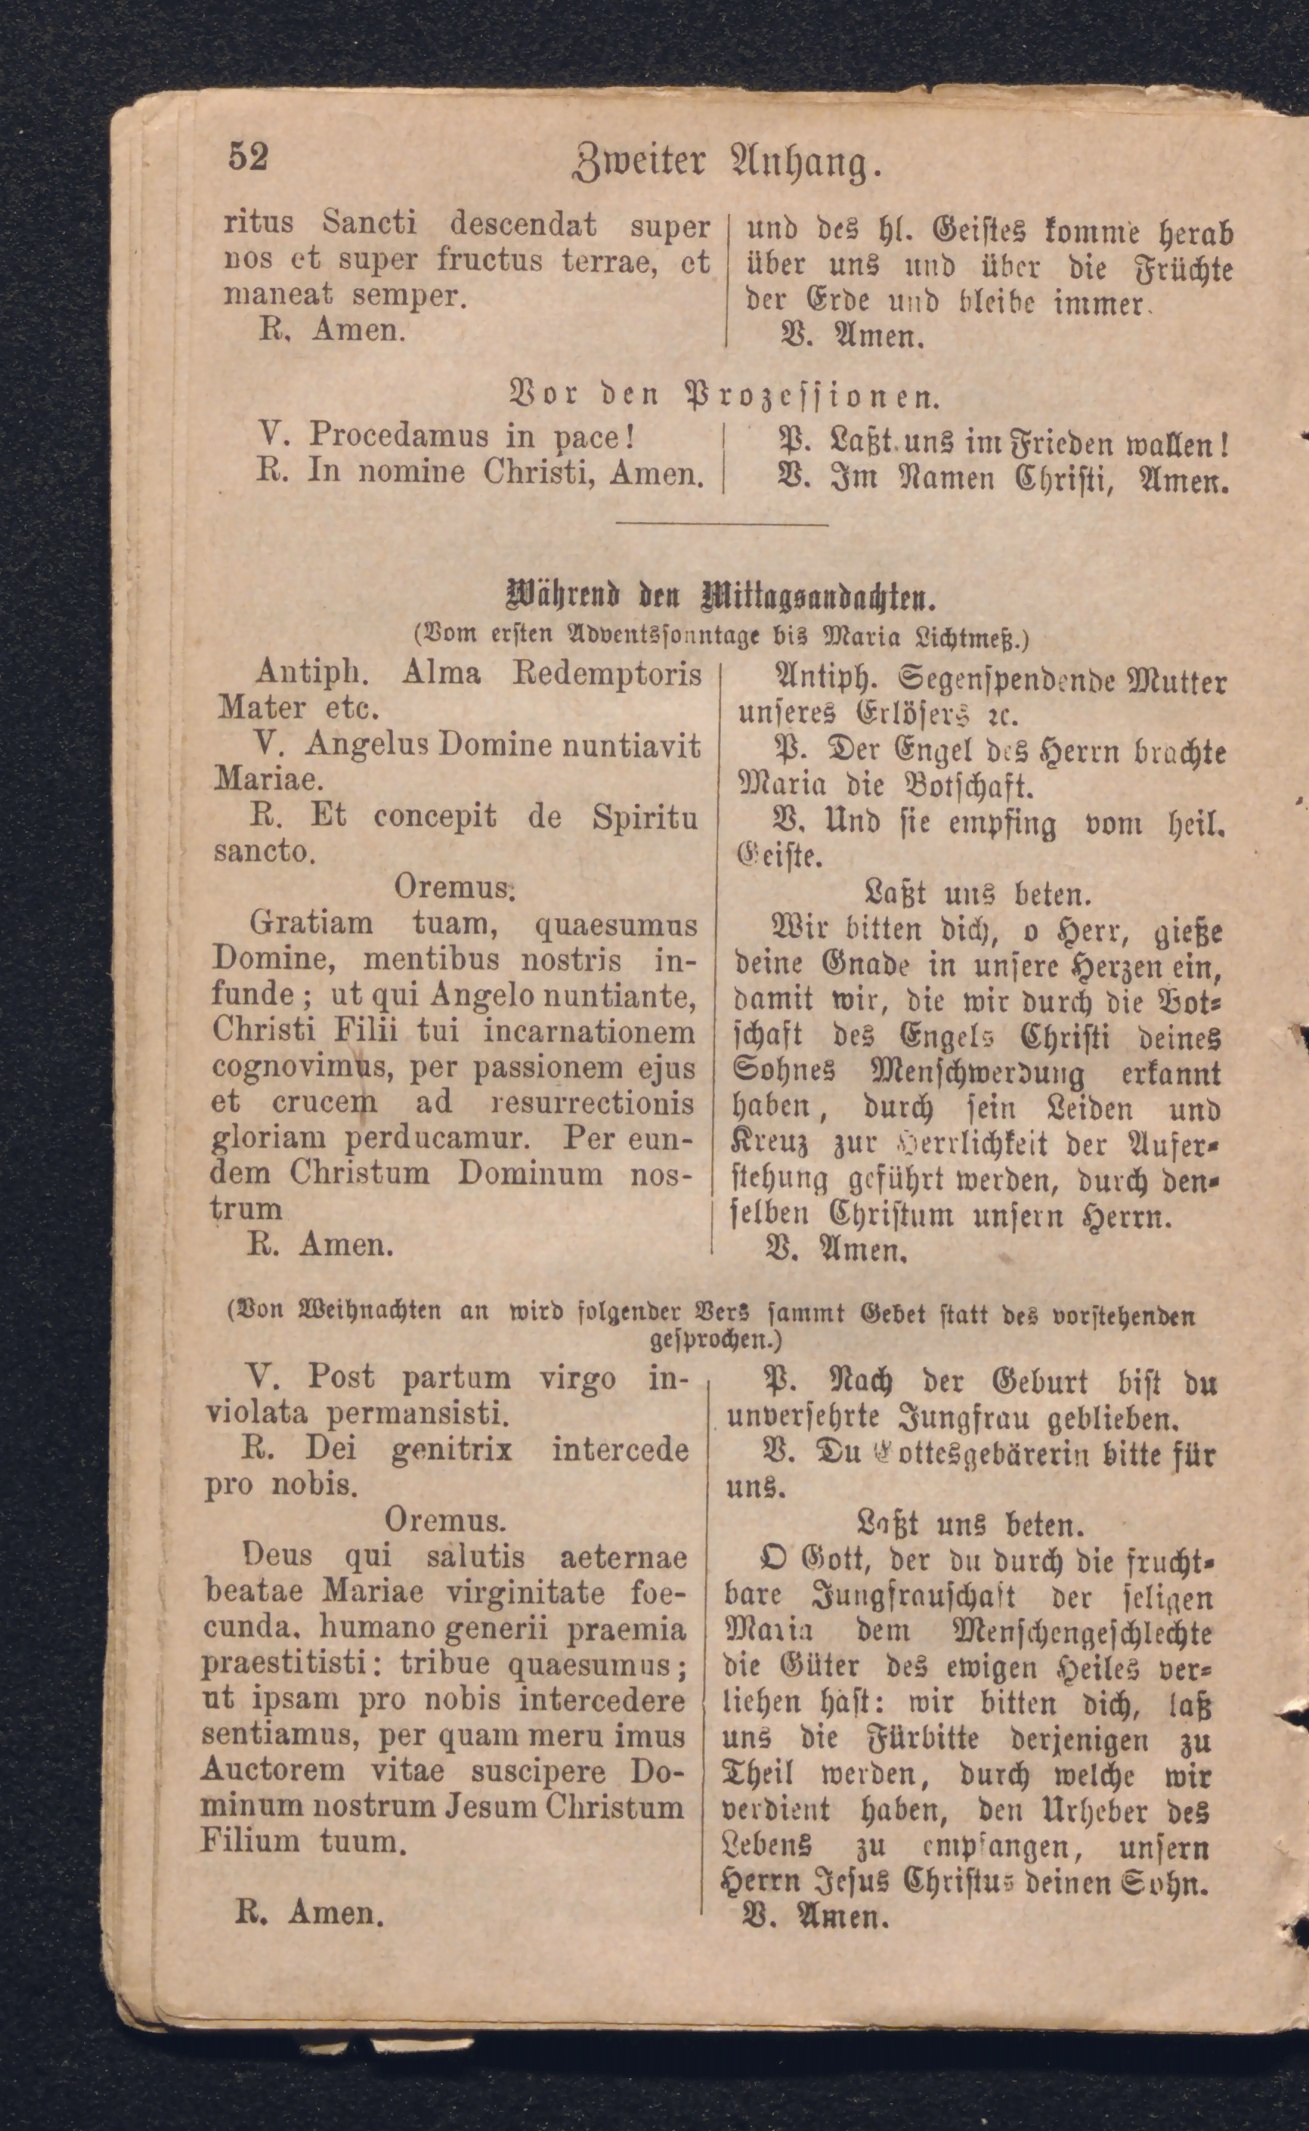 52
Zweiter Anhang.
ritus Sancti descendat super
nos et super fructus terrae, et
maneat semper.
R. Amen.
und des hl. Geistes komme herab
über uns und über die Früchte
der Erde und bleibe immer.
V. Amen.
Vor den Prozessionen.
V. Procedamus in pace!
R. In nomine Christi, Amen.
P. Laßt uns im Frieden wallen!
V. Im Namen Christi, Amen.
Während den Mittagsandachten.
(Vom ersten Adventssonntage bis Maria Lichtmeß.)
Antiph. Alma Redemptoris
Mater etc.
V. Angelus Domine nuntiavit
Mariae.
R. Et concepit de Spiritu
sancto.
Oremus.
Gratiam tuam, quaesumus
Domine, mentibus nostris in-
funde; ut qui Angelo nuntiante,
Christi Filii tui incarnationem
cognovimus, per passionem ejus
et crucem ad resurrectionis
gloriam perducamur. Per eun-
dem Christum Dominum nos-
trum
R. Amen.
Antiph. Segenspendende Mutter
unseres Erlösers ꝛc.
P. Der Engel des Herrn brachte
Maria die Botschaft.
V. Und sie empfing vom heil.
Geiste.
Laßt uns beten.
Wir bitten dich, o Herr, gieße
deine Gnade in unsere Herzen ein,
damit wir, die wir durch die Bot-
schaft des Engels Christi deines
Sohnes Menschwerdung erkannt
haben, durch sein Leiden und
Kreuz zur Herrlichkeit der Aufer-
stehung geführt werden, durch den-
selben Christum unsern Herrn.
V. Amen.
(Von Weihnachten an wird folgender Vers sammt Gebet statt des vorstehenden
gesprochen.)
V. Post partum virgo in-
violata permansisti.
R. Dei genitrix intercede
pro nobis.
Oremus.
Deus qui salutis aeternae
beatae Mariae virginitate foe-
cunda, humano generii praemia
praestitisti: tribue quaesumus;
ut ipsam pro nobis intercedere
sentiamus, per quam meru imus
Auctorem vitae suscipere Do-
minum nostrum Jesum Christum
Filium tuum.
R. Amen.
P. Nach der Geburt bist du
unversehrte Jungfrau geblieben.
V. Du Gottesgebärerin bitte für
uns.
Laßt uns beten.
O Gott, der du durch die frucht-
bare Jungfrauschaft der seligen
Maria dem Menschengeschlechte
die Güter des ewigen Heiles ver-
liehen hast: wir bitten dich, laß
uns die Fürbitte derjenigen zu
Theil werden, durch welche wir
verdient haben, den Urheber des
Lebens zu empfangen, unsern
Herrn Jesus Christus deinen Sohn.
V. Amen.